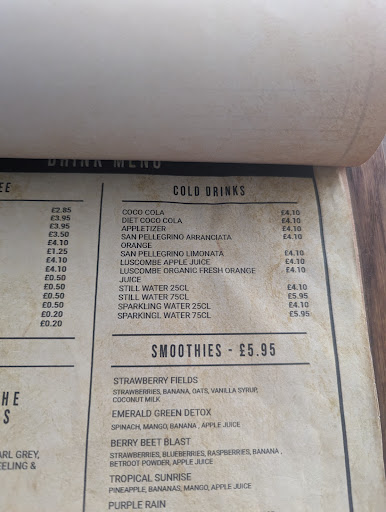 DRINK MENU
EE
£2.85
£3.95
£3.95
£3.50
£4.10
£1.25
£4.10
£4.10
£0.50
£0.50
£0.50
£0.20
£0.20
HE
S
ARL GREY,
EELING &
COLD DRINKS
COCO COLA £4.10
DIET COCO COLA £4.10
APPLETIZER £4.10
SAN PELLEGRINO ARRANCIATA £4.10
ORANGE
SAN PELLEGRINO LIMONATA £4.10
LUSCOMBE APPLE JUICE £4.10
LUSCOMBE ORGANIC FRESH ORANGE £4.10
JUICE
STILL WATER 25CL £4.10
STILL WATER 75CL £5.95
SPARKLING WATER 25CL £4.10
SPARKINGL WATER 75CL £5.95
SMOOTHIES - £5.95
STRAWBERRY FIELDS
STRAWBERRIES, BANANA, OATS, VANILLA SYRUP,
COCONUT MILK
EMERALD GREEN DETOX
SPINACH, MANGO, BANANA , APPLE JUICE
BERRY BEET BLAST
STRAWBERRIES, BLUEBERRIES, RASPBERRIES, BANANA ,
BETROOT POWDER, APPLE JUICE
TROPICAL SUNRISE
PINEAPPLE, BANANAS, MANGO, APPLE JUICE
PURPLE RAIN